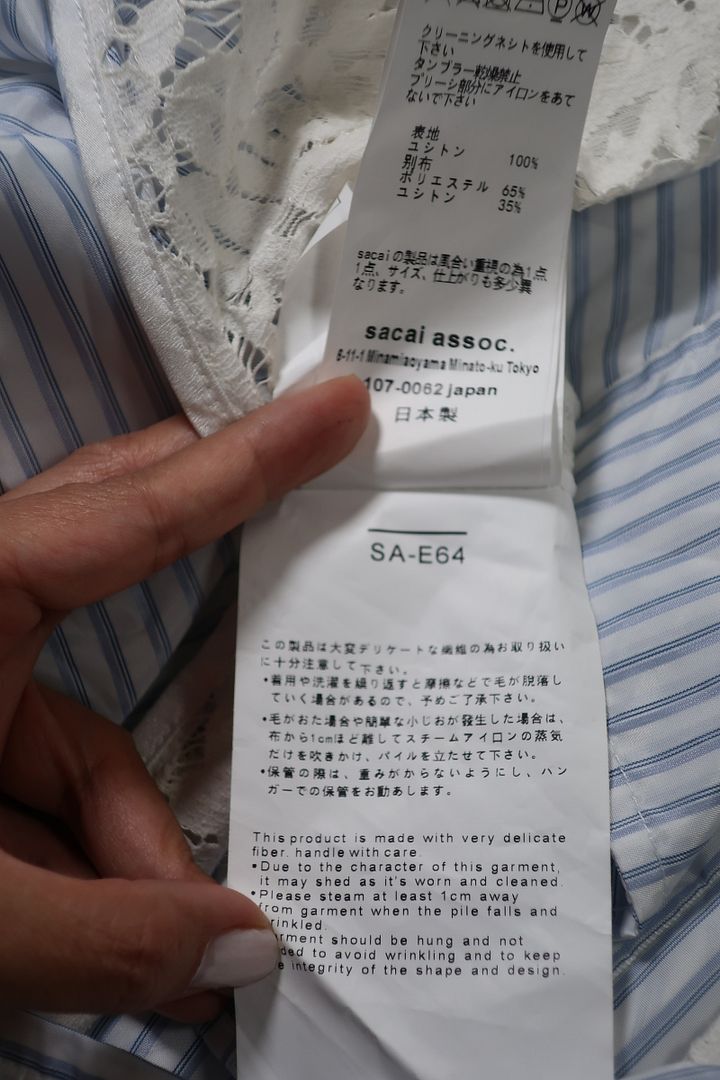 P W
クリーニングネシトを使用して
下さい
タンブラー乾燥禁止
プリーシ部分にアイロンをあて
ないで下さい
表地
ユシトン 100%
別布
ポリエステル 65%
ユシトン 35%
sacaiの製品は風合い重視の為1点
1点、サイズ、仕上がりも多少異
なります。
sacai assoc.
6-11-1 Minamiaoyama Minato-ku Tokyo
107-0062 japan
日本製
SA-E64
この製品は大変デリケートな繊維の為お取り扱い
に十分注意して下さい。
•着用や洗濯を繰り返すと摩擦などで毛が脱落し
ていく場合があるので、予めご了承下さい。
•毛がおた場合や簡單な小じおが發生した場合は、
布から1cmほど離してスチームアイロンの蒸気
だけを吹きかけ、パイルを立たせて下さい。
•保管の際は、重みがからないようにし、ハン
ガーでの保管をお勧あします。
This product is made with very delicate
fiber. handle with care.
•Due to the character of this garment,
it may shed as it's worn and cleaned.
•Please steam at least 1cm away
from garment when the pile falls and
rinkled.
rment should be hung and not
ded to avoid wrinkling and to keep
e integrity of the shape and design.